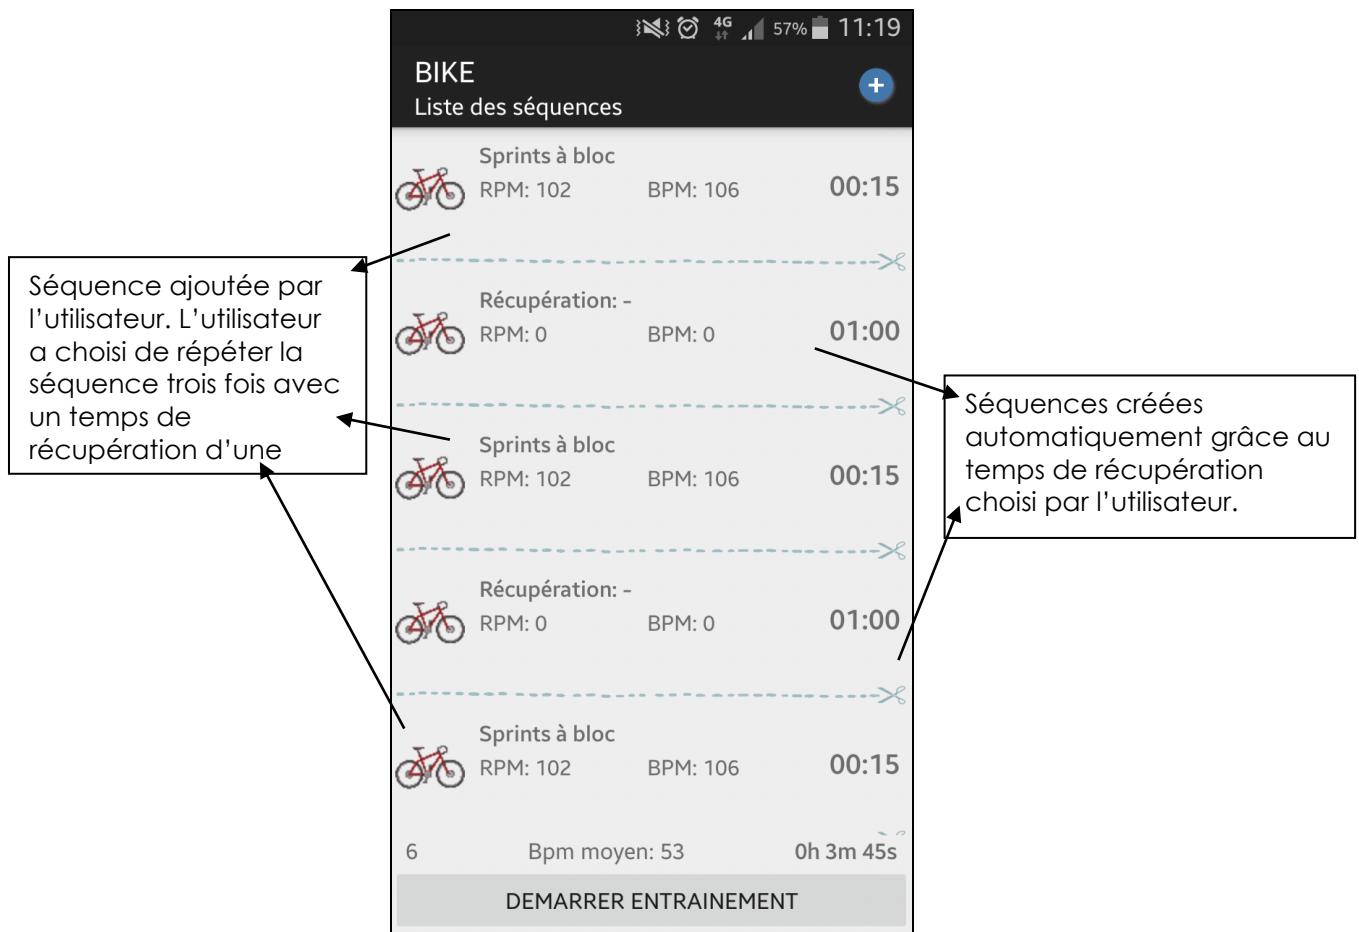 4G 57% 11:19
BIKE
+
Liste des séquences
Sprints à bloc
RPM: 102 BPM: 106 00:15
Récupération: -
RPM: 0 BPM: 0 01:00
Sprints à bloc
RPM: 102 BPM: 106 00:15
Récupération: -
RPM: 0 BPM: 0 01:00
Sprints à bloc
RPM: 102 BPM: 106 00:15
6 Bpm moyen: 53 0h 3m 45s
DEMARRER ENTRAINEMENT
Séquence ajoutée par
l’utilisateur. L’utilisateur
a choisi de répéter la
séquence trois fois avec
un temps de
récupération d’une
Séquences créées
automatiquement grâce au
temps de récupération
choisi par l’utilisateur.